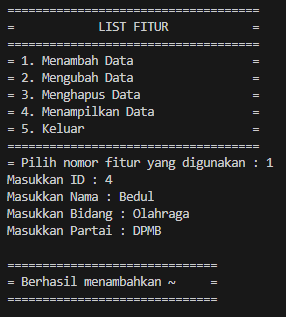 ====================================
=            LIST FITUR            =
====================================
= 1. Menambah Data                 =
= 2. Mengubah Data                 =
= 3. Menghapus Data                =
= 4. Menampilkan Data              =
= 5. Keluar                        =
====================================
= Pilih nomor fitur yang digunakan : 1
Masukkan ID : 4
Masukkan Nama : Bedul
Masukkan Bidang : Olahraga
Masukkan Partai : DPMB

==============================
= Berhasil menambahkan ~     =
==============================